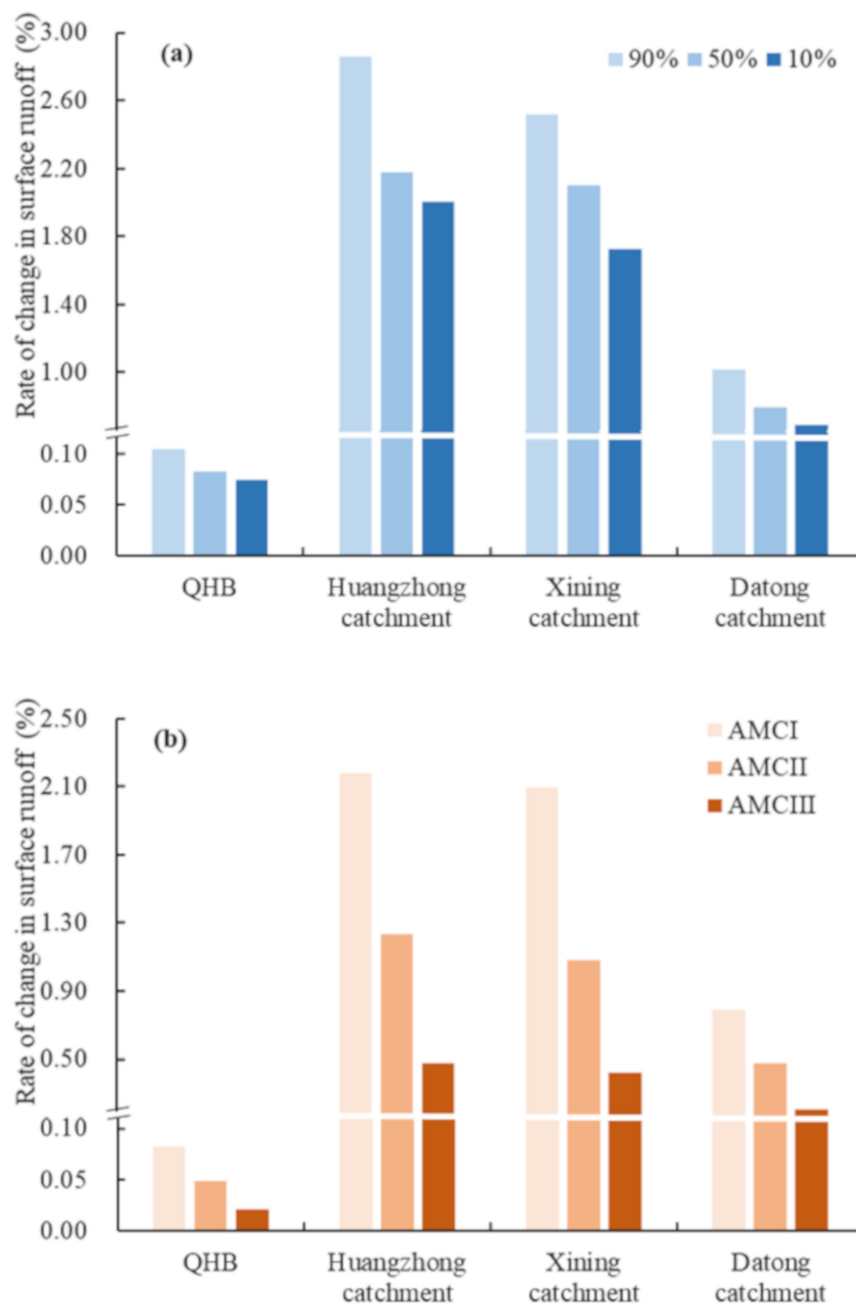 Rate of change in surface runoff (%)
(a)
90% 50% 10%
3.00
2.60
2.20
1.80
1.40
1.00
0.10
0.05
0.00
QHB
Huangzhong
catchment
Xining
catchment
Datong
catchment
Rate of change in surface runoff (%)
(b)
AMCI
AMCII
AMCIII
2.50
2.10
1.70
1.30
0.90
0.50
0.10
0.05
0.00
QHB
Huangzhong
catchment
Xining
catchment
Datong
catchment